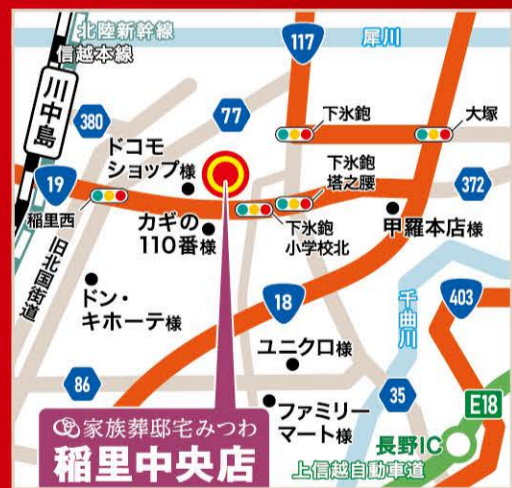 北陸新幹線
信越本線
川中島
117
犀川
380
77
下氷鉋
大塚
ドコモ
ショップ様
下氷鉋
塔之腰
19
372
稲里西
カギの
110番様
下氷鉋
小学校北
甲羅本店様
旧北国街道
ドン・
キホーテ様
18
千曲川
403
ユニクロ様
86
ファミリー
マート様
35
E18
家族葬邸宅みつわ
稲里中央店
長野IC
上信越自動車道